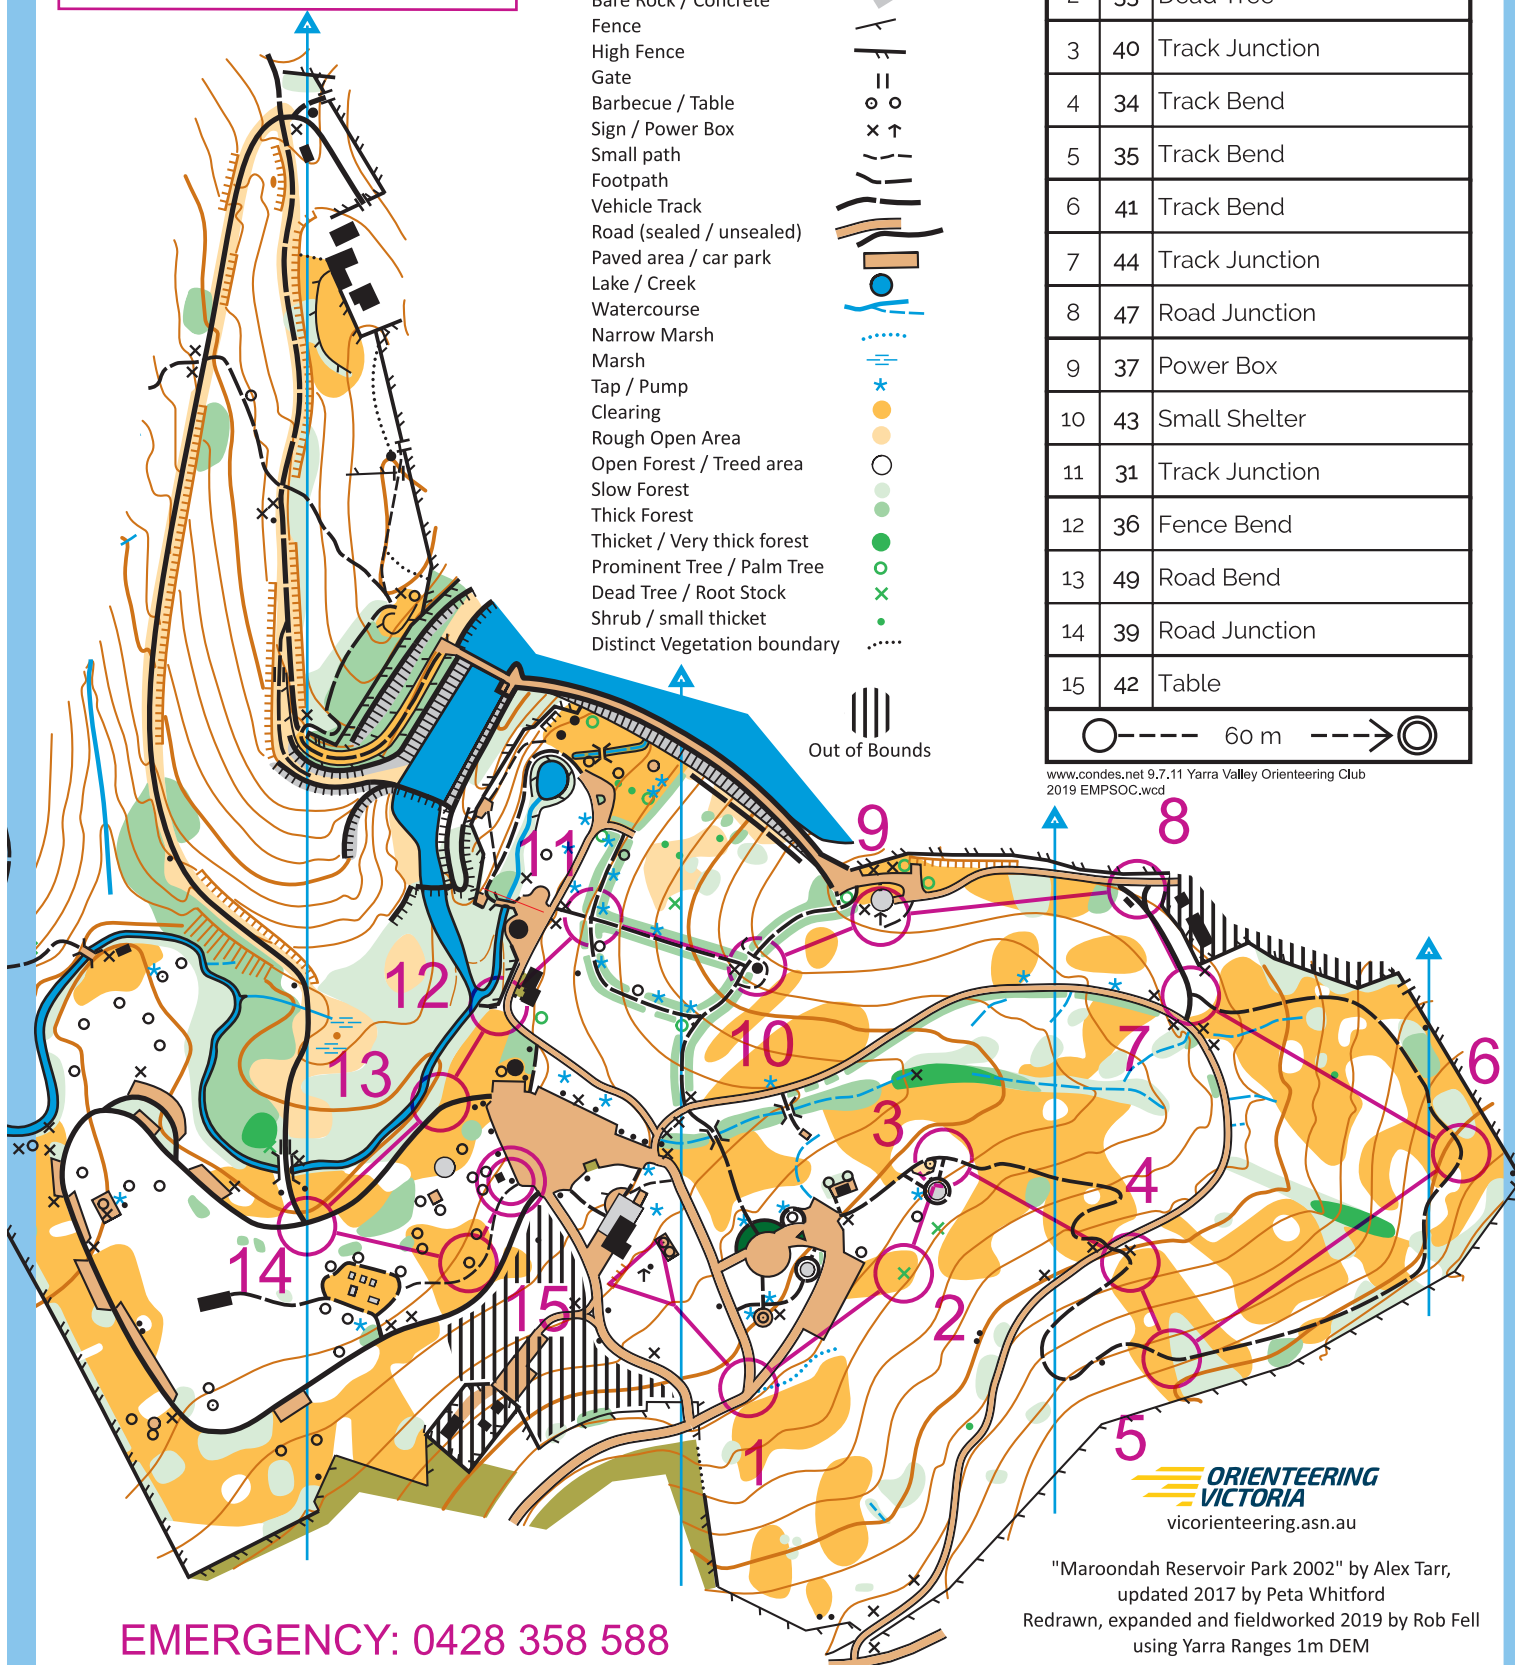 Bare Rock / Concrete
Fence
High Fence
Gate
Barbecue / Table
Sign / Power Box
Small path
Footpath
Vehicle Track
Road (sealed / unsealed)
Paved area / car park
Lake / Creek
Watercourse
Narrow Marsh
Marsh
Tap / Pump
Clearing
Rough Open Area
Open Forest / Treed area
Slow Forest
Thick Forest
Thicket / Very thick forest
Prominent Tree / Palm Tree
Dead Tree / Root Stock
Shrub / small thicket
Distinct Vegetation boundary
Out of Bounds
2 33 Dead Tree
3 40 Track Junction
4 34 Track Bend
5 35 Track Bend
6 41 Track Bend
7 44 Track Junction
8 47 Road Junction
9 37 Power Box
10 43 Small Shelter
11 31 Track Junction
12 36 Fence Bend
13 49 Road Bend
14 39 Road Junction
15 42 Table
60 m
www.condes.net 9.7.11 Yarra Valley Orienteering Club
2019 EMPSOC.wcd
8
9
11
12
10
7
6
13
3
4
14
15
2
5
1
ORIENTEERING
VICTORIA
vicorienteering.asn.au
"Maroondah Reservoir Park 2002" by Alex Tarr,
updated 2017 by Peta Whitford
Redrawn, expanded and fieldworked 2019 by Rob Fell
using Yarra Ranges 1m DEM
EMERGENCY: 0428 358 588